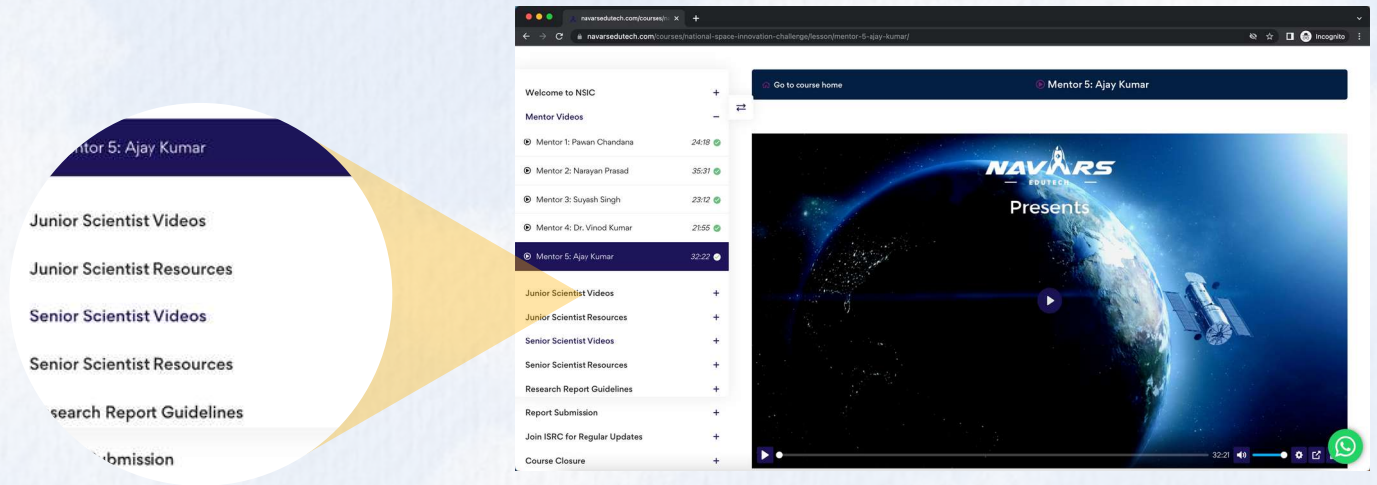 ntor 5: Ajay Kumar
Junior Scientist Videos
Junior Scientist Resources
Senior Scientist Videos
Senior Scientist Resources
search Report Guidelines
bmission
navarsedutech.com/courses/n
navarsedutech.com/courses/national-space-innovation-challenge/lesson/mentor-5-ajay-kumar/
Incognito
Welcome to NSIC +
Mentor Videos −
Mentor 1: Pawan Chandana 24:18
Mentor 2: Narayan Prasad 35:31
Mentor 3: Suyash Singh 23:12
Mentor 4: Dr. Vinod Kumar 21:55
Mentor 5: Ajay Kumar 32:22
Junior Scientist Videos +
Junior Scientist Resources +
Senior Scientist Videos +
Senior Scientist Resources +
Research Report Guidelines +
Report Submission +
Join ISRC for Regular Updates +
Course Closure +
Go to course home
Mentor 5: Ajay Kumar
NAVARS
EDUTECH
Presents
32:21